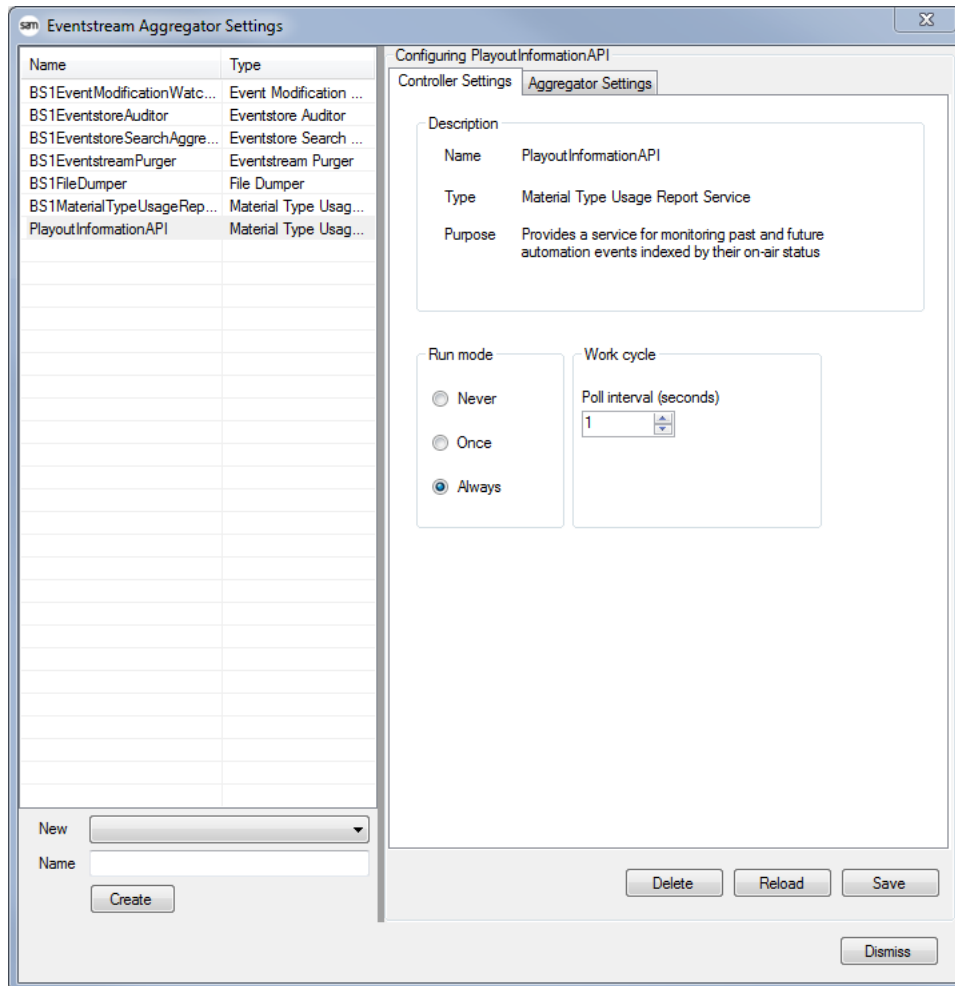 sam Eventstream Aggregator Settings
Name Type
BS1EventModificationWatc... Event Modification ...
BS1EventstoreAuditor Eventstore Auditor
BS1EventstoreSearchAggre... Eventstore Search ...
BS1EventstreamPurger Eventstream Purger
BS1FileDumper File Dumper
BS1MaterialTypeUsageRep... Material Type Usag...
PlayoutInformationAPI Material Type Usag...
New
Name
Create
Configuring PlayoutInformationAPI
Controller Settings Aggregator Settings
Description
Name PlayoutInformationAPI
Type Material Type Usage Report Service
Purpose Provides a service for monitoring past and future
automation events indexed by their on-air status
Run mode
Never
Once
Always
Work cycle
Poll interval (seconds)
1
Delete Reload Save
Dismiss